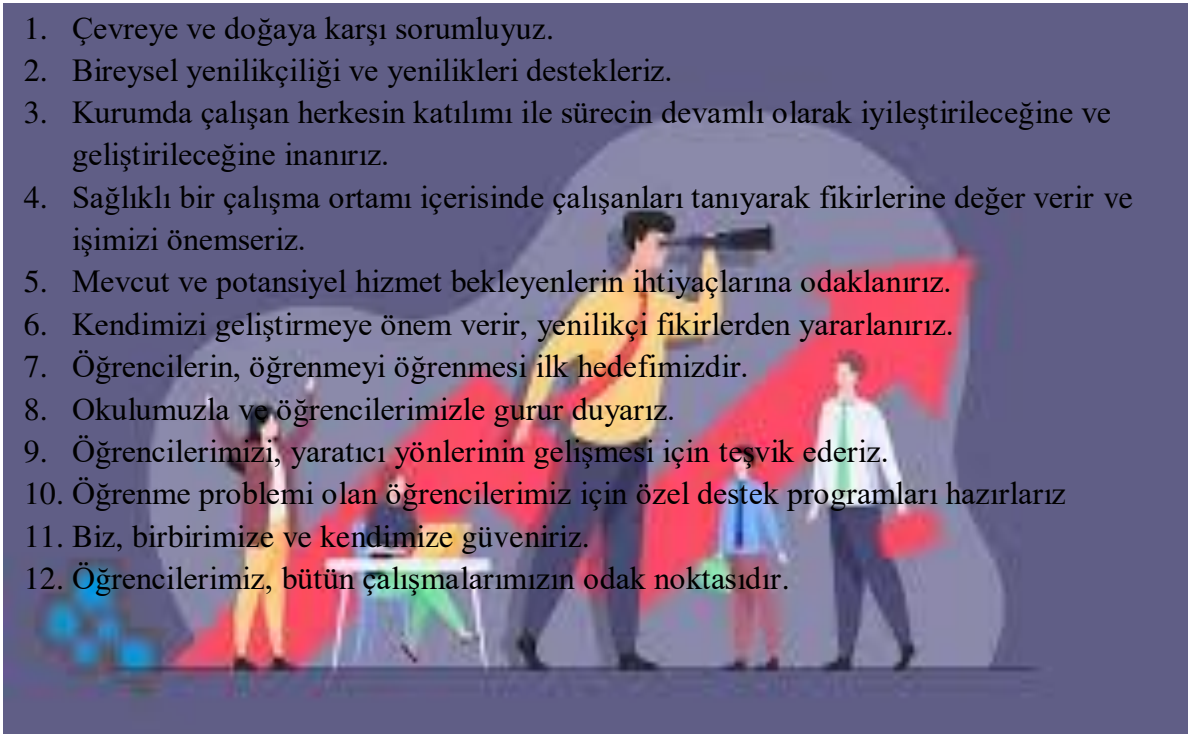 1. Çevreye ve doğaya karşı sorumluyuz.
2. Bireysel yenilikçiliği ve yenilikleri destekleriz.
3. Kurumda çalışan herkesin katılımı ile sürecin devamlı olarak iyileştirileceğine ve
geliştirileceğine inanırız.
4. Sağlıklı bir çalışma ortamı içerisinde çalışanları tanıyarak fikirlerine değer verir ve
işimizi önemseriz.
5. Mevcut ve potansiyel hizmet bekleyenlerin ihtiyaçlarına odaklanırız.
6. Kendimizi geliştirmeye önem verir, yenilikçi fikirlerden yararlanırız.
7. Öğrencilerin, öğrenmeyi öğrenmesi ilk hedefimizdir.
8. Okulumuzla ve öğrencilerimizle gurur duyarız.
9. Öğrencilerimizi, yaratıcı yönlerinin gelişmesi için teşvik ederiz.
10. Öğrenme problemi olan öğrencilerimiz için özel destek programları hazırlarız
11. Biz, birbirimize ve kendimize güveniriz.
12. Öğrencilerimiz, bütün çalışmalarımızın odak noktasıdır.